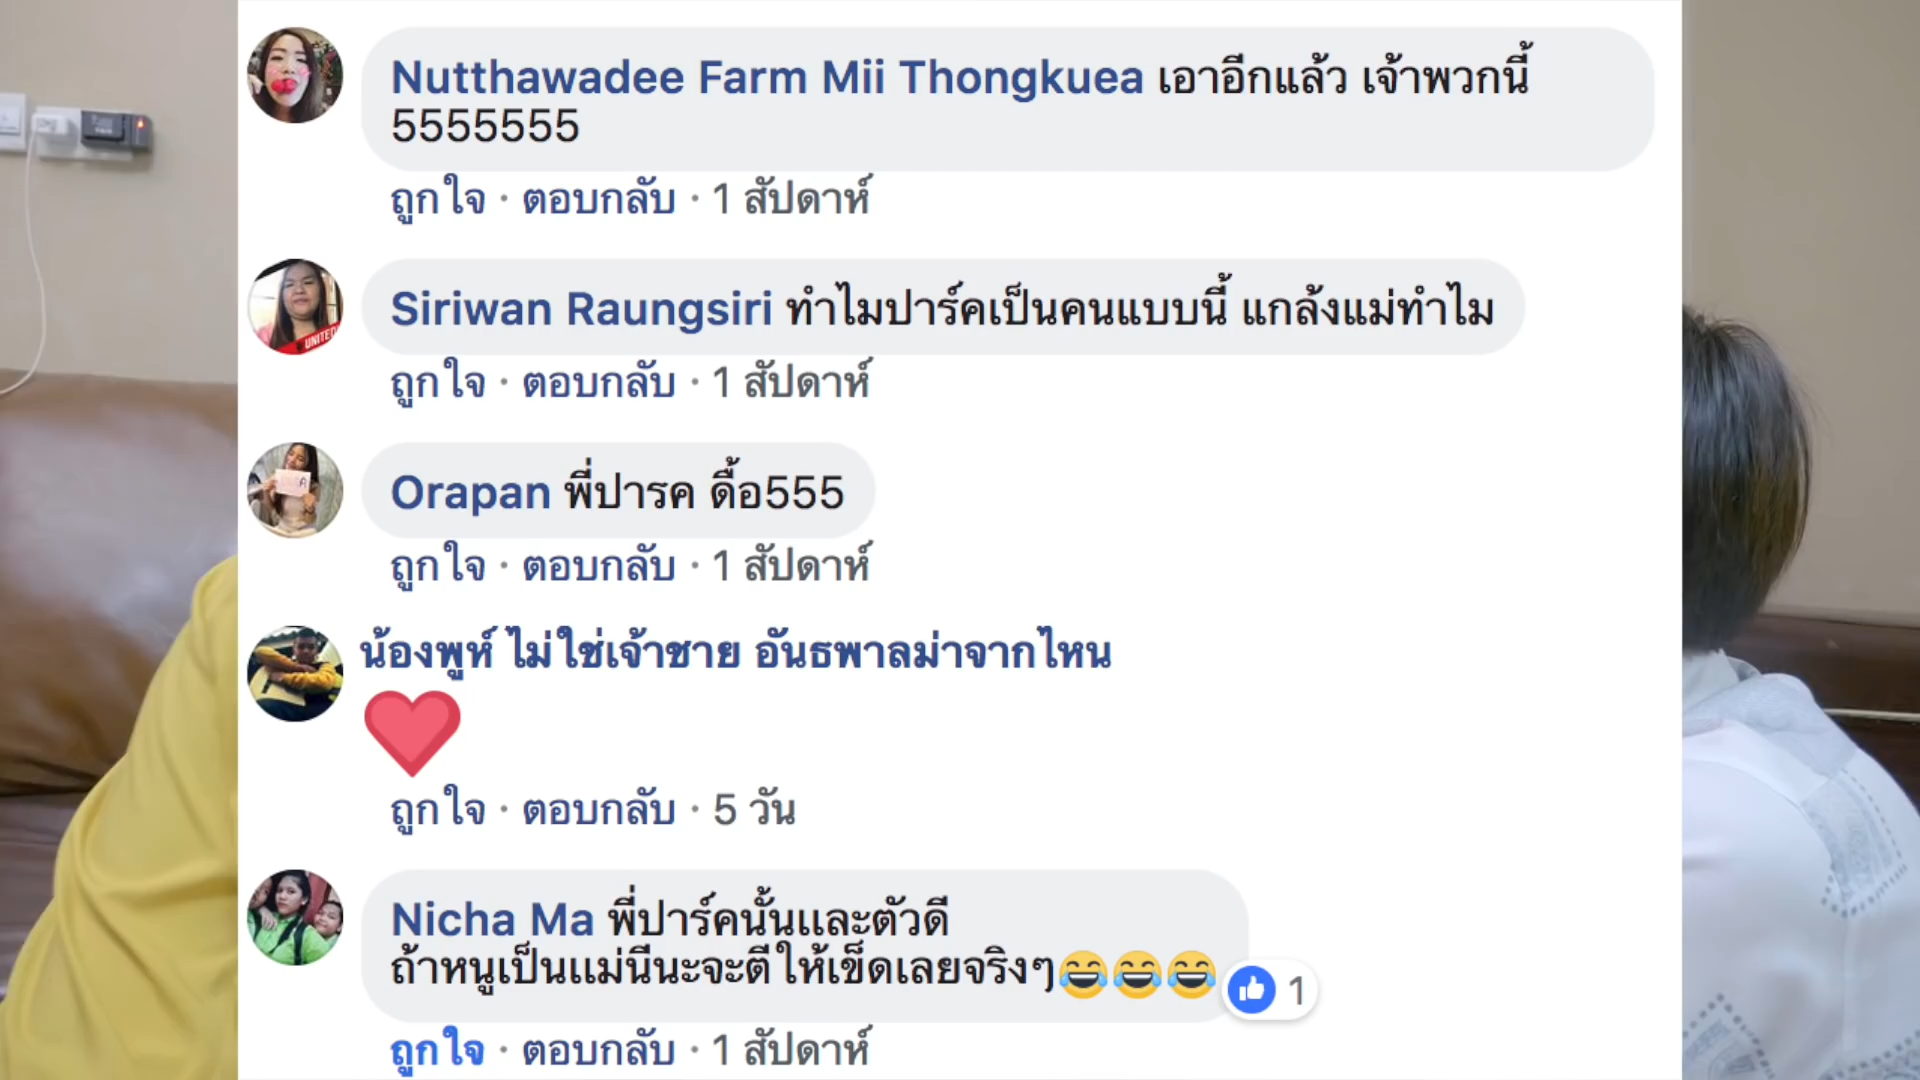 Nutthawadee Farm Mii Thongkuea เอาอีกแล้ว เจ้าพวกนี้
5555555
ถูกใจ · ตอบกลับ · 1 สัปดาห์
UNITED
Siriwan Raungsiri ทำไมปาร์คเป็นคนแบบนี้ แกล้งแม่ทำไม
ถูกใจ · ตอบกลับ · 1 สัปดาห์
Orapan พี่ปารค ดื้อ555
ถูกใจ · ตอบกลับ · 1 สัปดาห์
น้องพูห์ ไม่ใช่เจ้าชาย อันธพาลม่าจากไหน
ถูกใจ · ตอบกลับ · 5 วัน
Nicha Ma พี่ปาร์คนั้นเเละตัวดี
ถ้าหนูเป็นเเม่นีนะจะตีให้เข็ดเลยจริงๆ😂😂😂 1
ถูกใจ · ตอบกลับ · 1 สัปดาห์